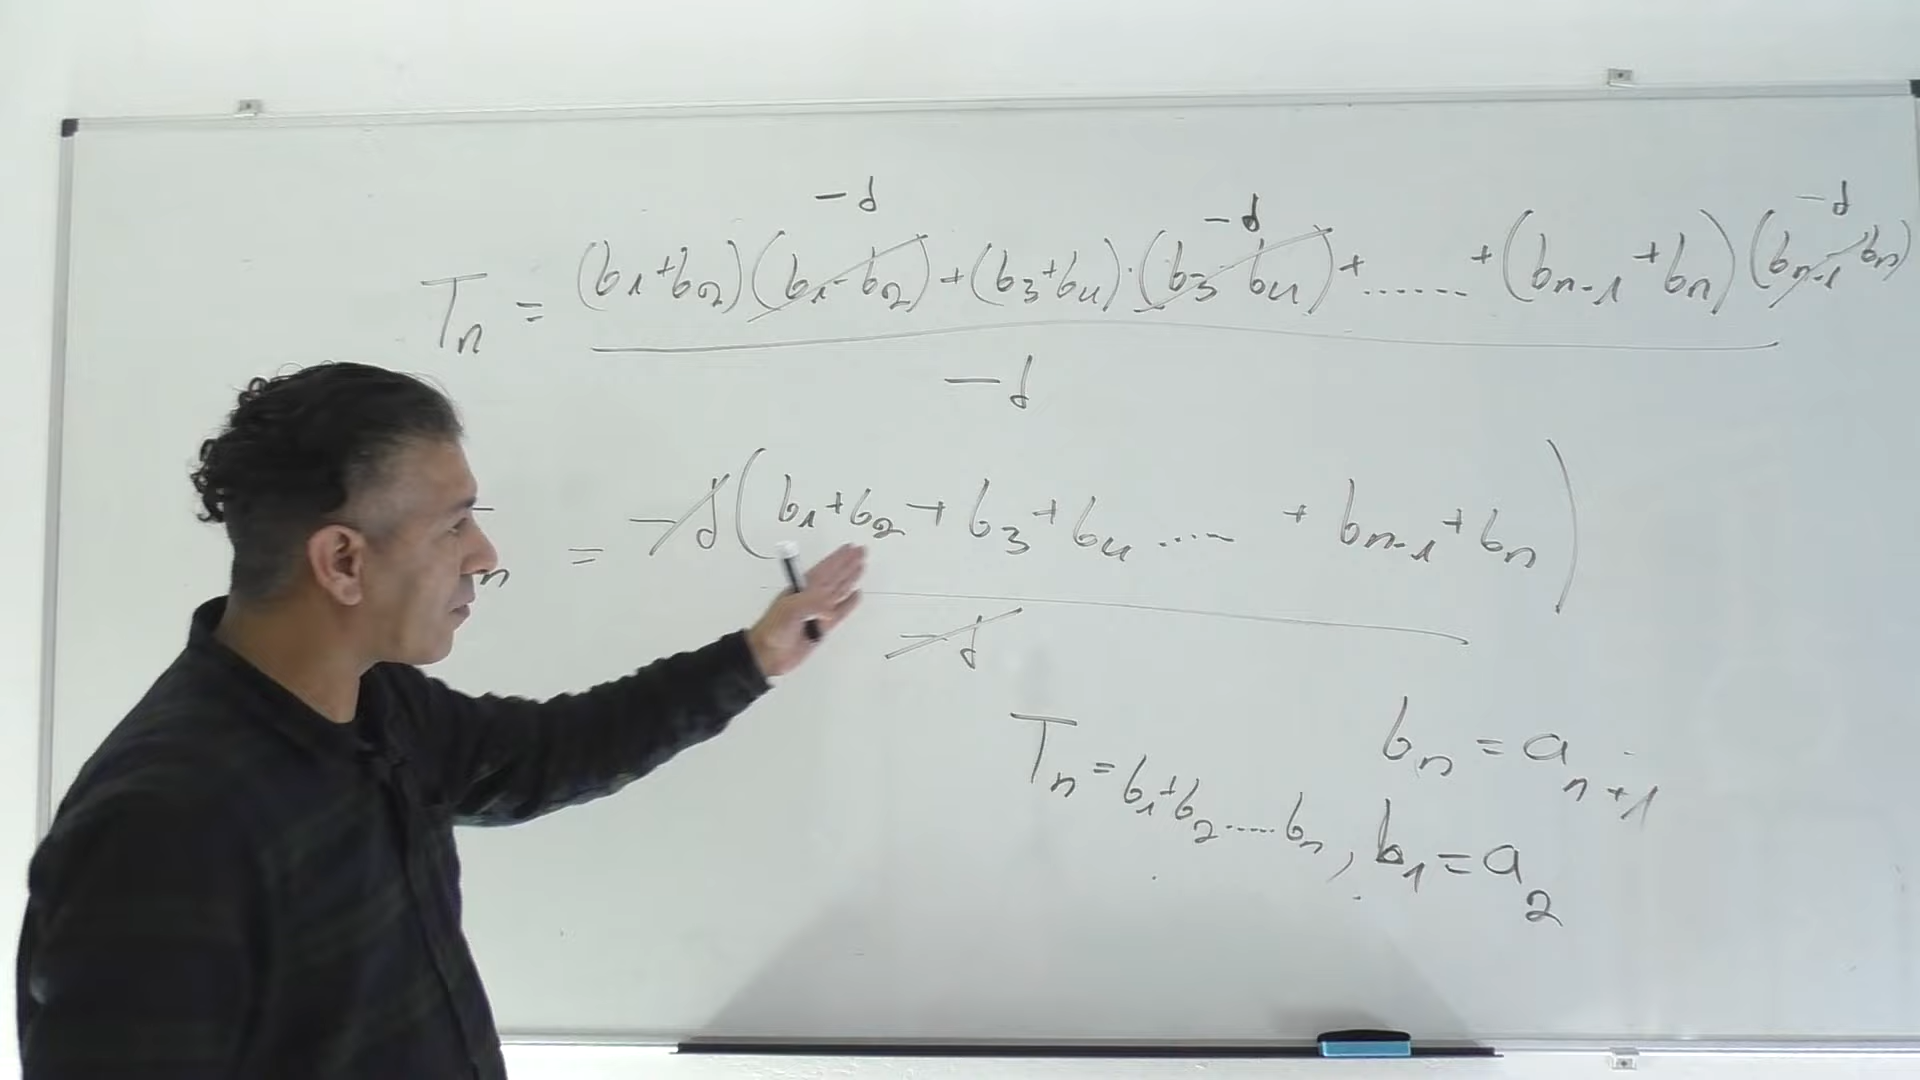 -d -d -d
Tn = (b1+b2)(b1-b2)+(b3+b4)·(b3-b4)+......+(bn-1+bn)(bn-1-bn)
-d
n = -d(b1+b2+b3+b4.....+bn-1+bn)
-d
Tn=b1+b2.....bn, bn=an+1
b1=a2